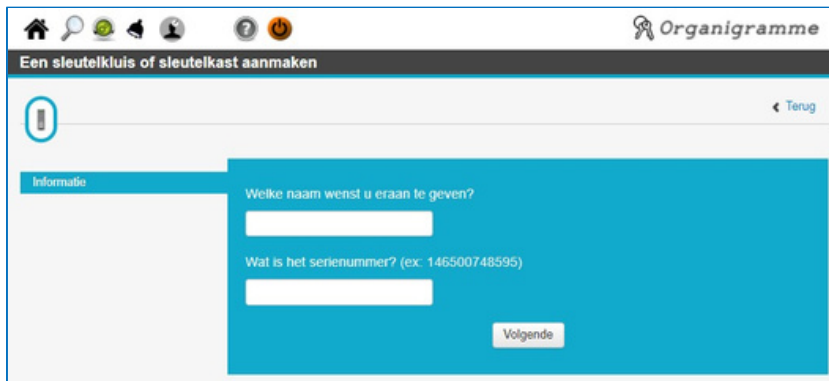 Organigramme
Een sleutelkluis of sleutelkast aanmaken
Terug
Informatie
Welke naam wenst u eraan te geven?
Wat is het serienummer? (ex: 146500748595)
Volgende